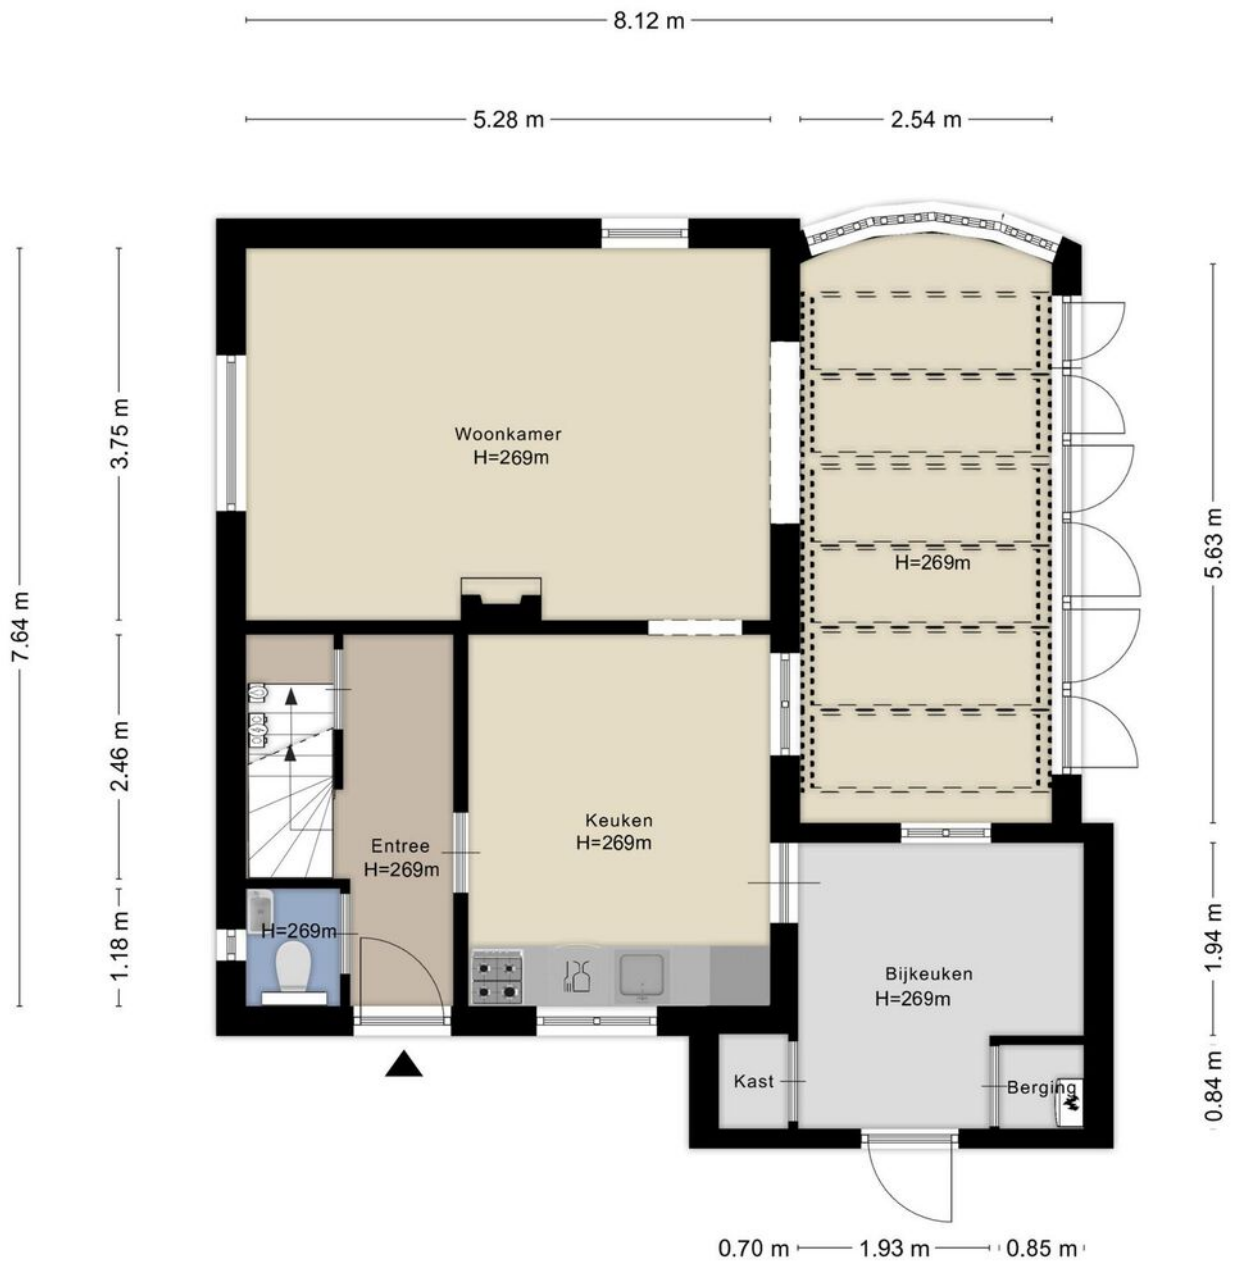 8.12 m
5.28 m
2.54 m
7.64 m
3.75 m
2.46 m
1.18 m
5.63 m
1.94 m
0.84 m
Woonkamer
H=269m
H=269m
Keuken
H=269m
Entree
H=269m
H=269m
Bijkeuken
H=269m
Kast
Berging
0.70 m
1.93 m
0.85 m